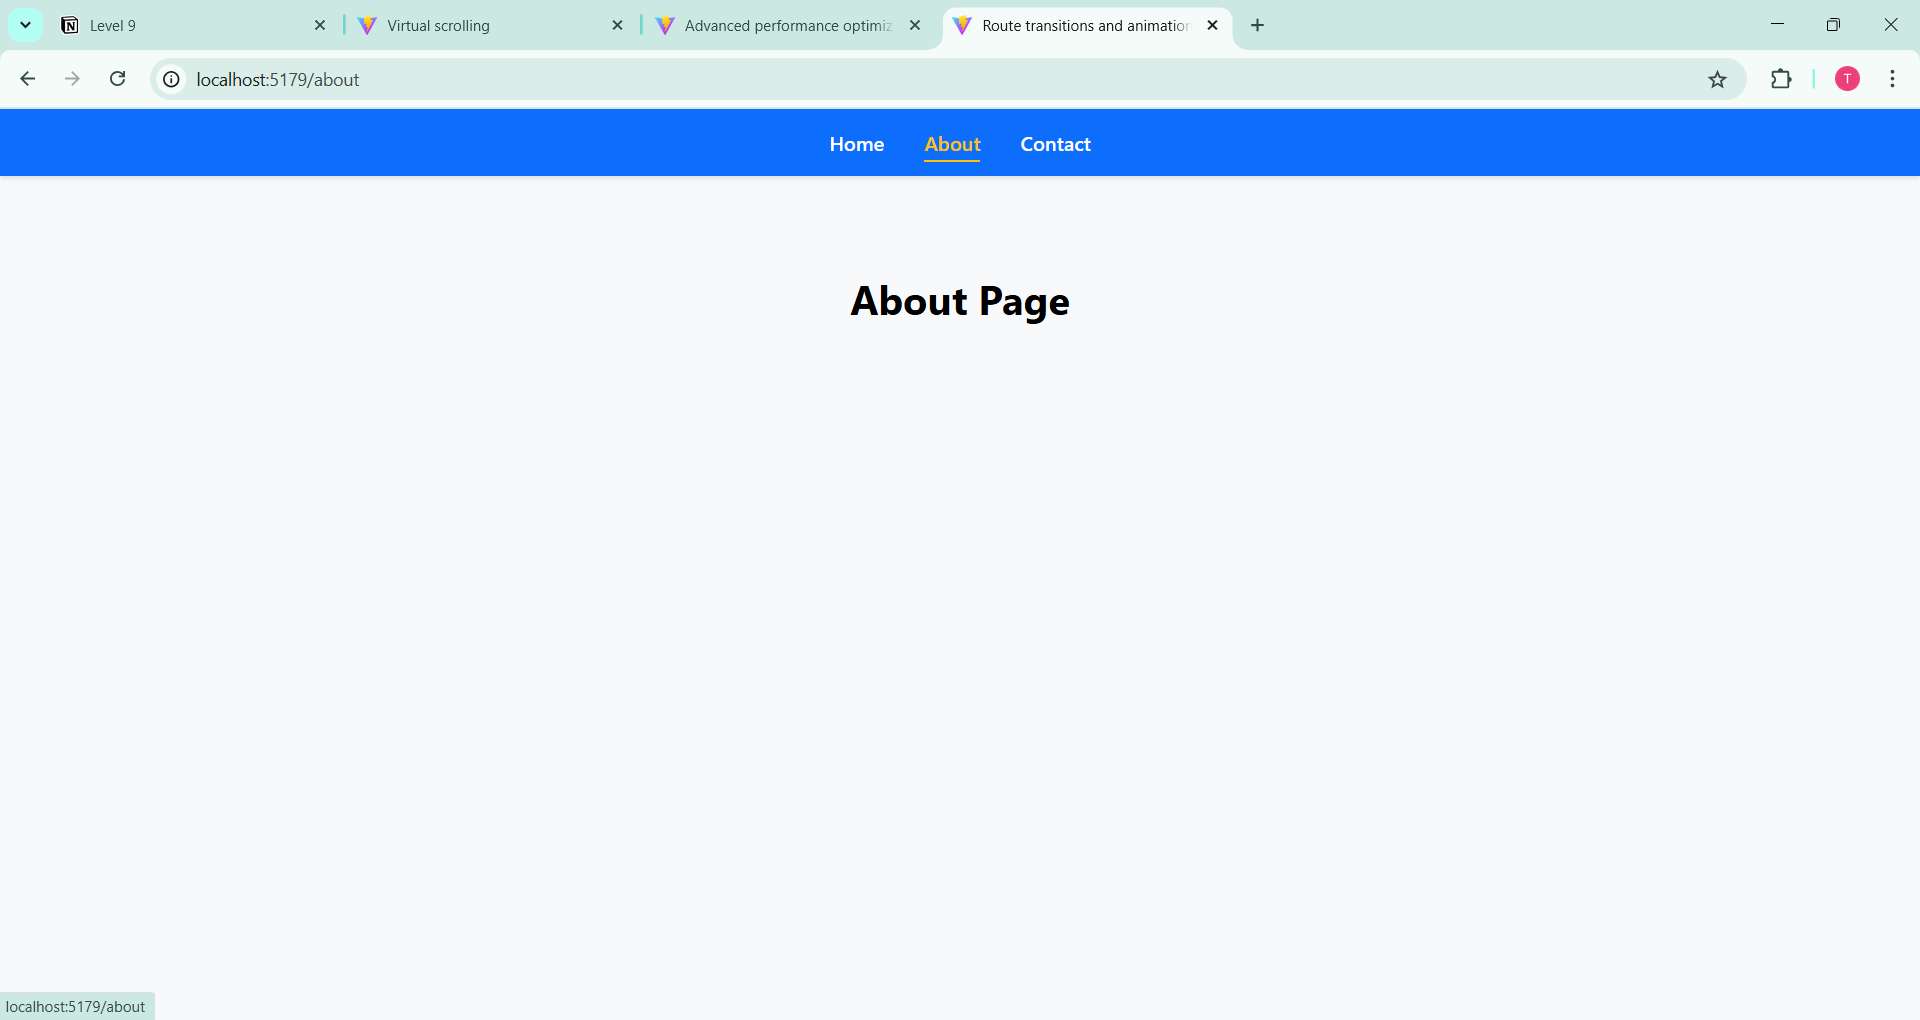 Level 9
Virtual scrolling
Advanced performance optimiz
Route transitions and animation
localhost:5179/about
T
Home About Contact
About Page
localhost:5179/about